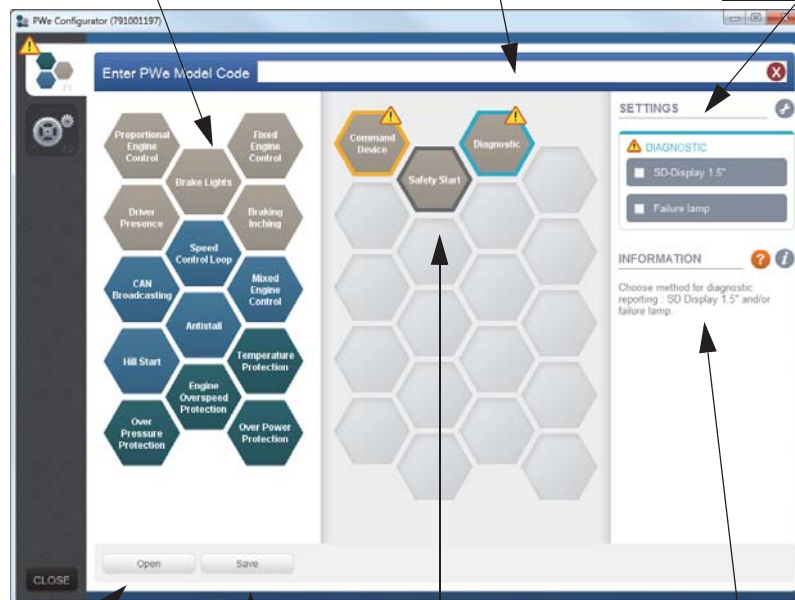 PWe Configurator (791001197)
F1
Enter PWe Model Code
F2
Proportional
Engine
Control
Fixed
Engine
Control
Brake Lights
Driver
Presence
Braking
Inching
Speed
Control Loop
CAN
Broadcasting
Mixed
Engine
Control
Antistall
Hill Start
Temperature
Protection
Engine
Overspeed
Protection
Over
Pressure
Protection
Over Power
Protection
Command
Device
Diagnostic
Safety Start
SETTINGS
DIAGNOSTIC
SD-Display 1.5"
Failure lamp
INFORMATION
Choose method for diagnostic
reporting : SD Display 1.5" and/or
failure lamp.
Open
Save
CLOSE